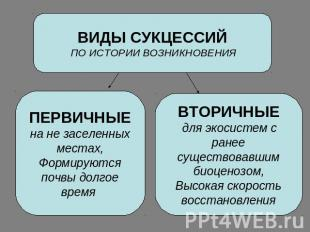 ВИДЫ СУКЦЕССИЙ
ПО ИСТОРИИ ВОЗНИКНОВЕНИЯ
ПЕРВИЧНЫЕ
на не заселенных
местах,
Формируются
почвы долгое
время
ВТОРИЧНЫЕ
для экосистем с
ранее
существовавшим
биоценозом,
Высокая скорость
восстановления
PPt4WEB.ru